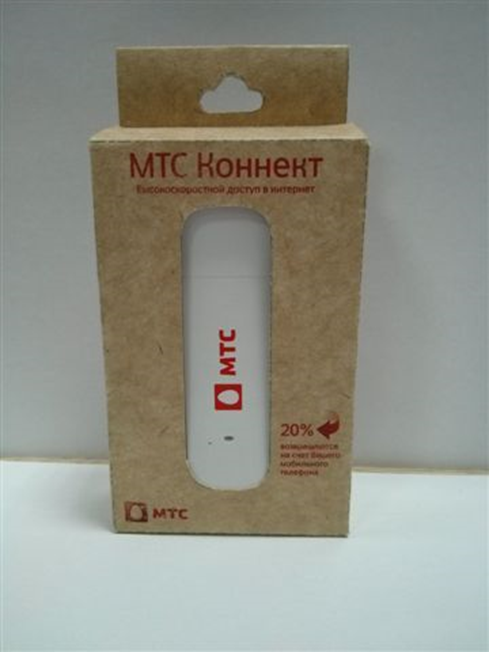 МТС Коннект
Высокоскоростной доступ в интернет
МТС
20%
возвращается
на счет Вашего
мобильного
телефона
МТС